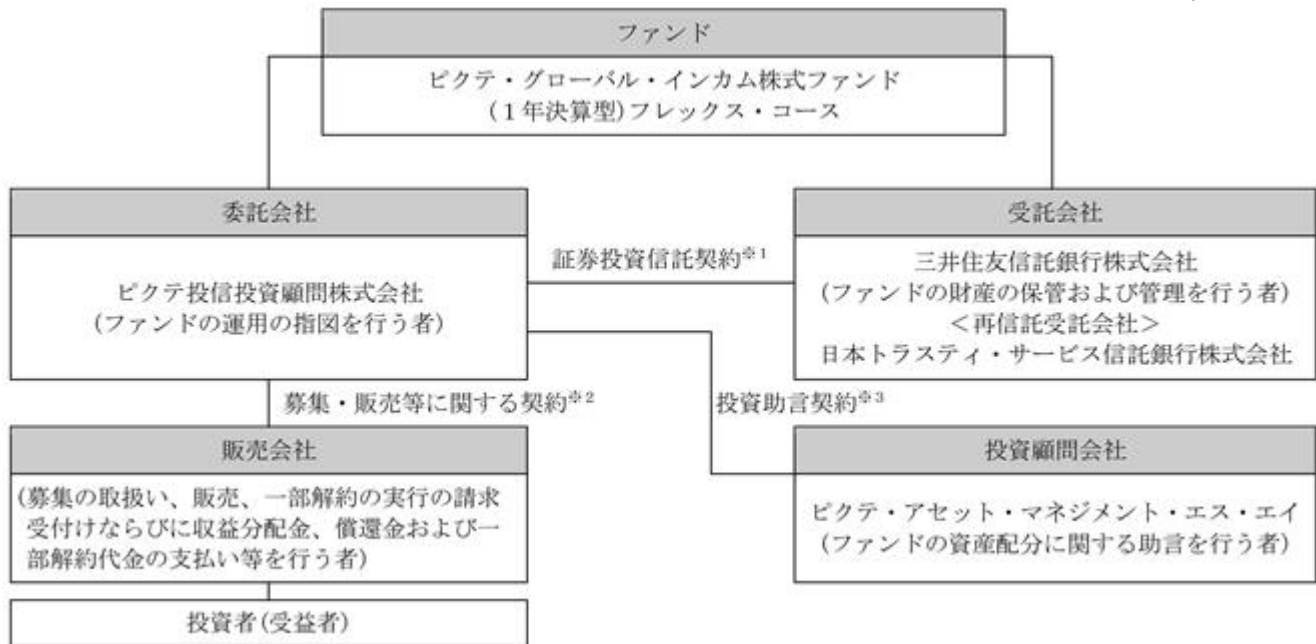 ファンド
ピクテ・グローバル・インカム株式ファンド
(1年決算型)フレックス・コース
委託会社
ピクテ投信投資顧問株式会社
(ファンドの運用の指図を行う者)
証券投資信託契約※1
受託会社
三井住友信託銀行株式会社
(ファンドの財産の保管および管理を行う者)
＜再信託受託会社＞
日本トラスティ・サービス信託銀行株式会社
募集・販売等に関する契約※2
投資助言契約※3
販売会社
(募集の取扱い、販売、一部解約の実行の請求
受付けならびに収益分配金、償還金および一
部解約代金の支払い等を行う者)
投資顧問会社
ピクテ・アセット・マネジメント・エス・エイ
(ファンドの資産配分に関する助言を行う者)
投資者(受益者)